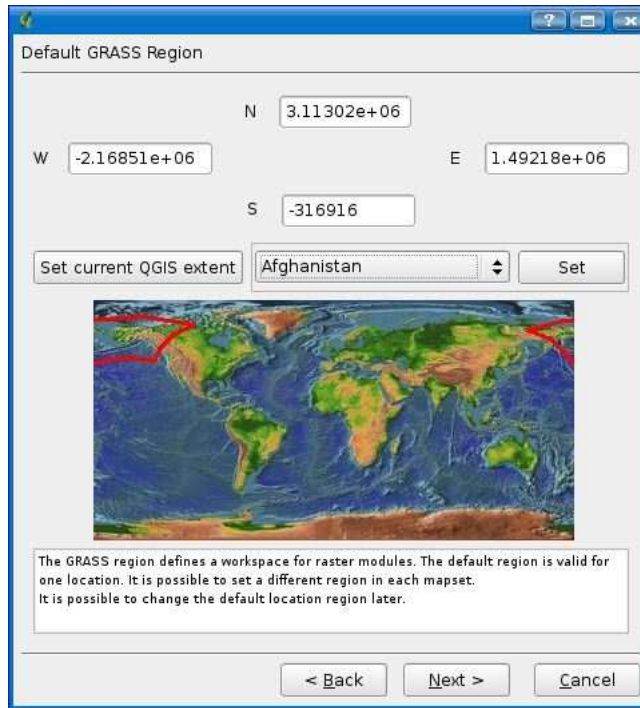 Default GRASS Region
N 3.11302e+06
W -2.16851e+06 E 1.49218e+06
S -316916
Set current QGIS extent Afghanistan Set
The GRASS region defines a workspace for raster modules. The default region is valid for
one location. It is possible to set a different region in each mapset.
It is possible to change the default location region later.
< Back Next > Cancel